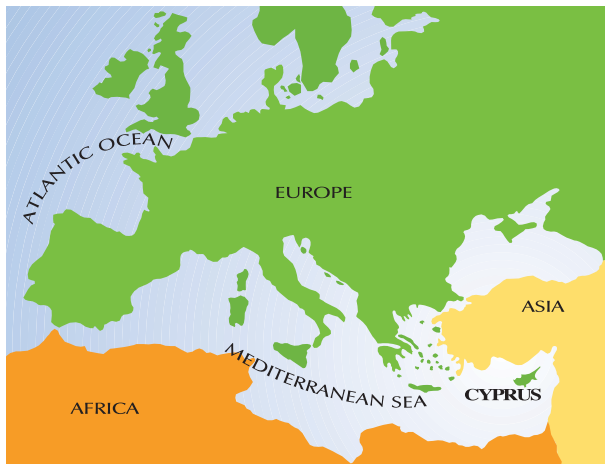 ATLANTIC OCEAN
EUROPE
ASIA
MEDITERRANEAN SEA
CYPRUS
AFRICA